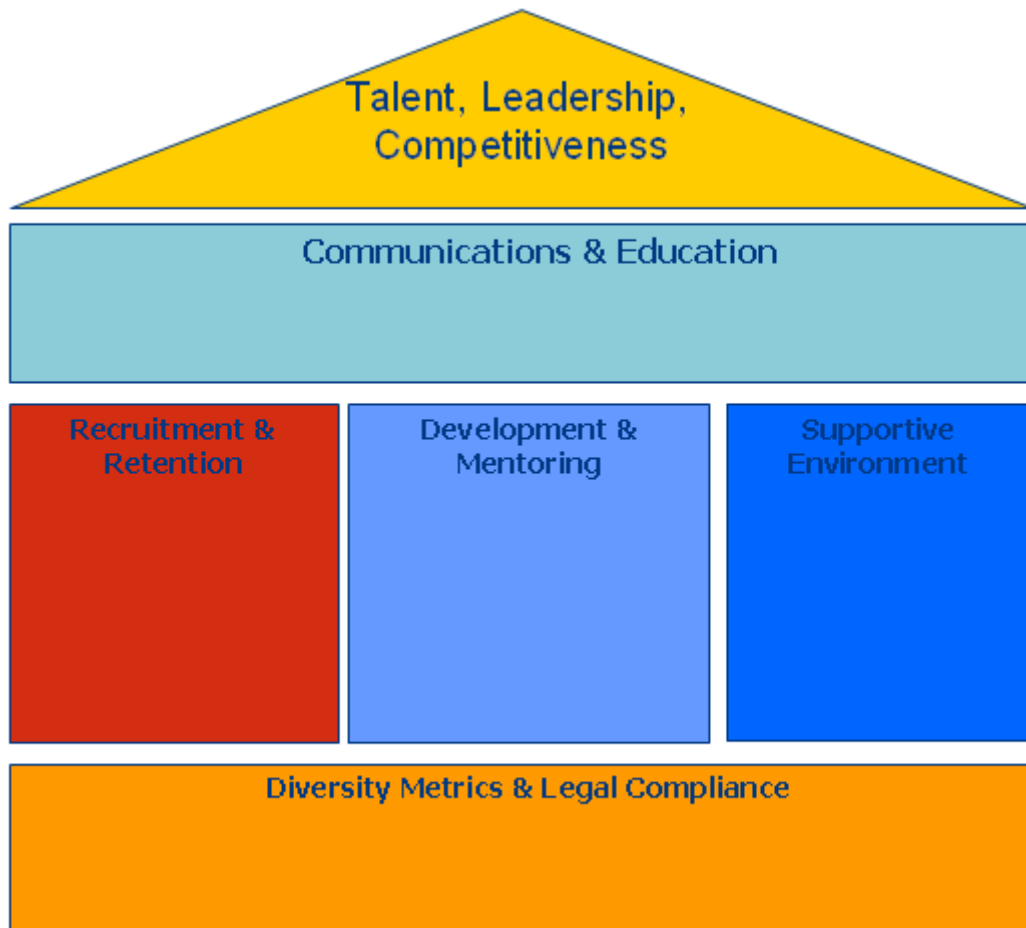 Talent, Leadership,
Competitiveness
Communications & Education
Recruitment &
Retention
Development &
Mentoring
Supportive
Environment
Diversity Metrics & Legal Compliance